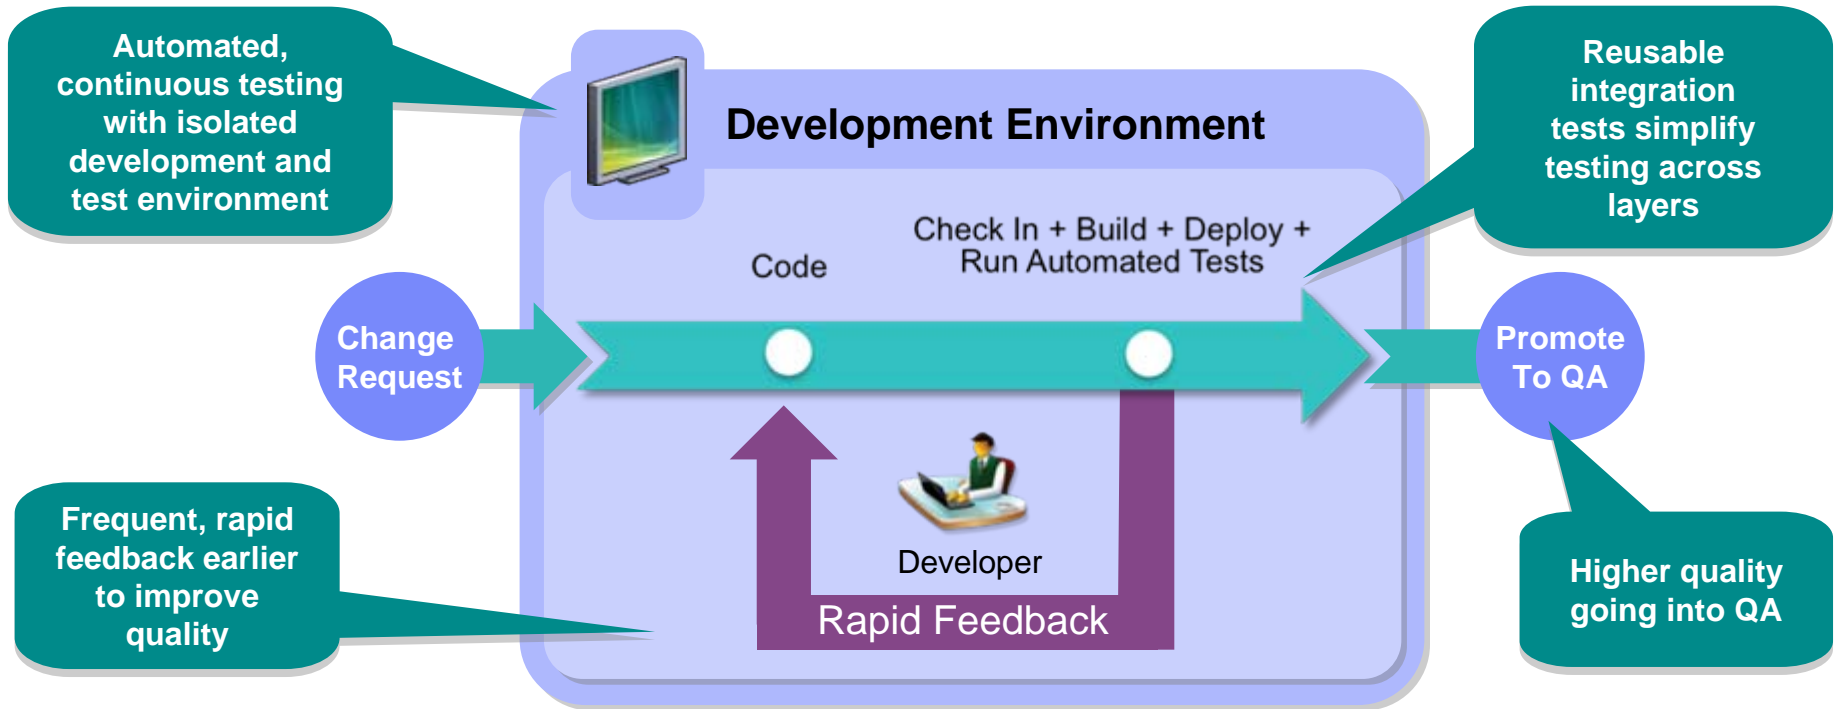 Automated,
continuous testing
with isolated
development and
test environment
Development Environment
Reusable
integration
tests simplify
testing across
layers
Code
Check In + Build + Deploy +
Run Automated Tests
Change
Request
Promote
To QA
Developer
Rapid Feedback
Frequent, rapid
feedback earlier
to improve
quality
Higher quality
going into QA